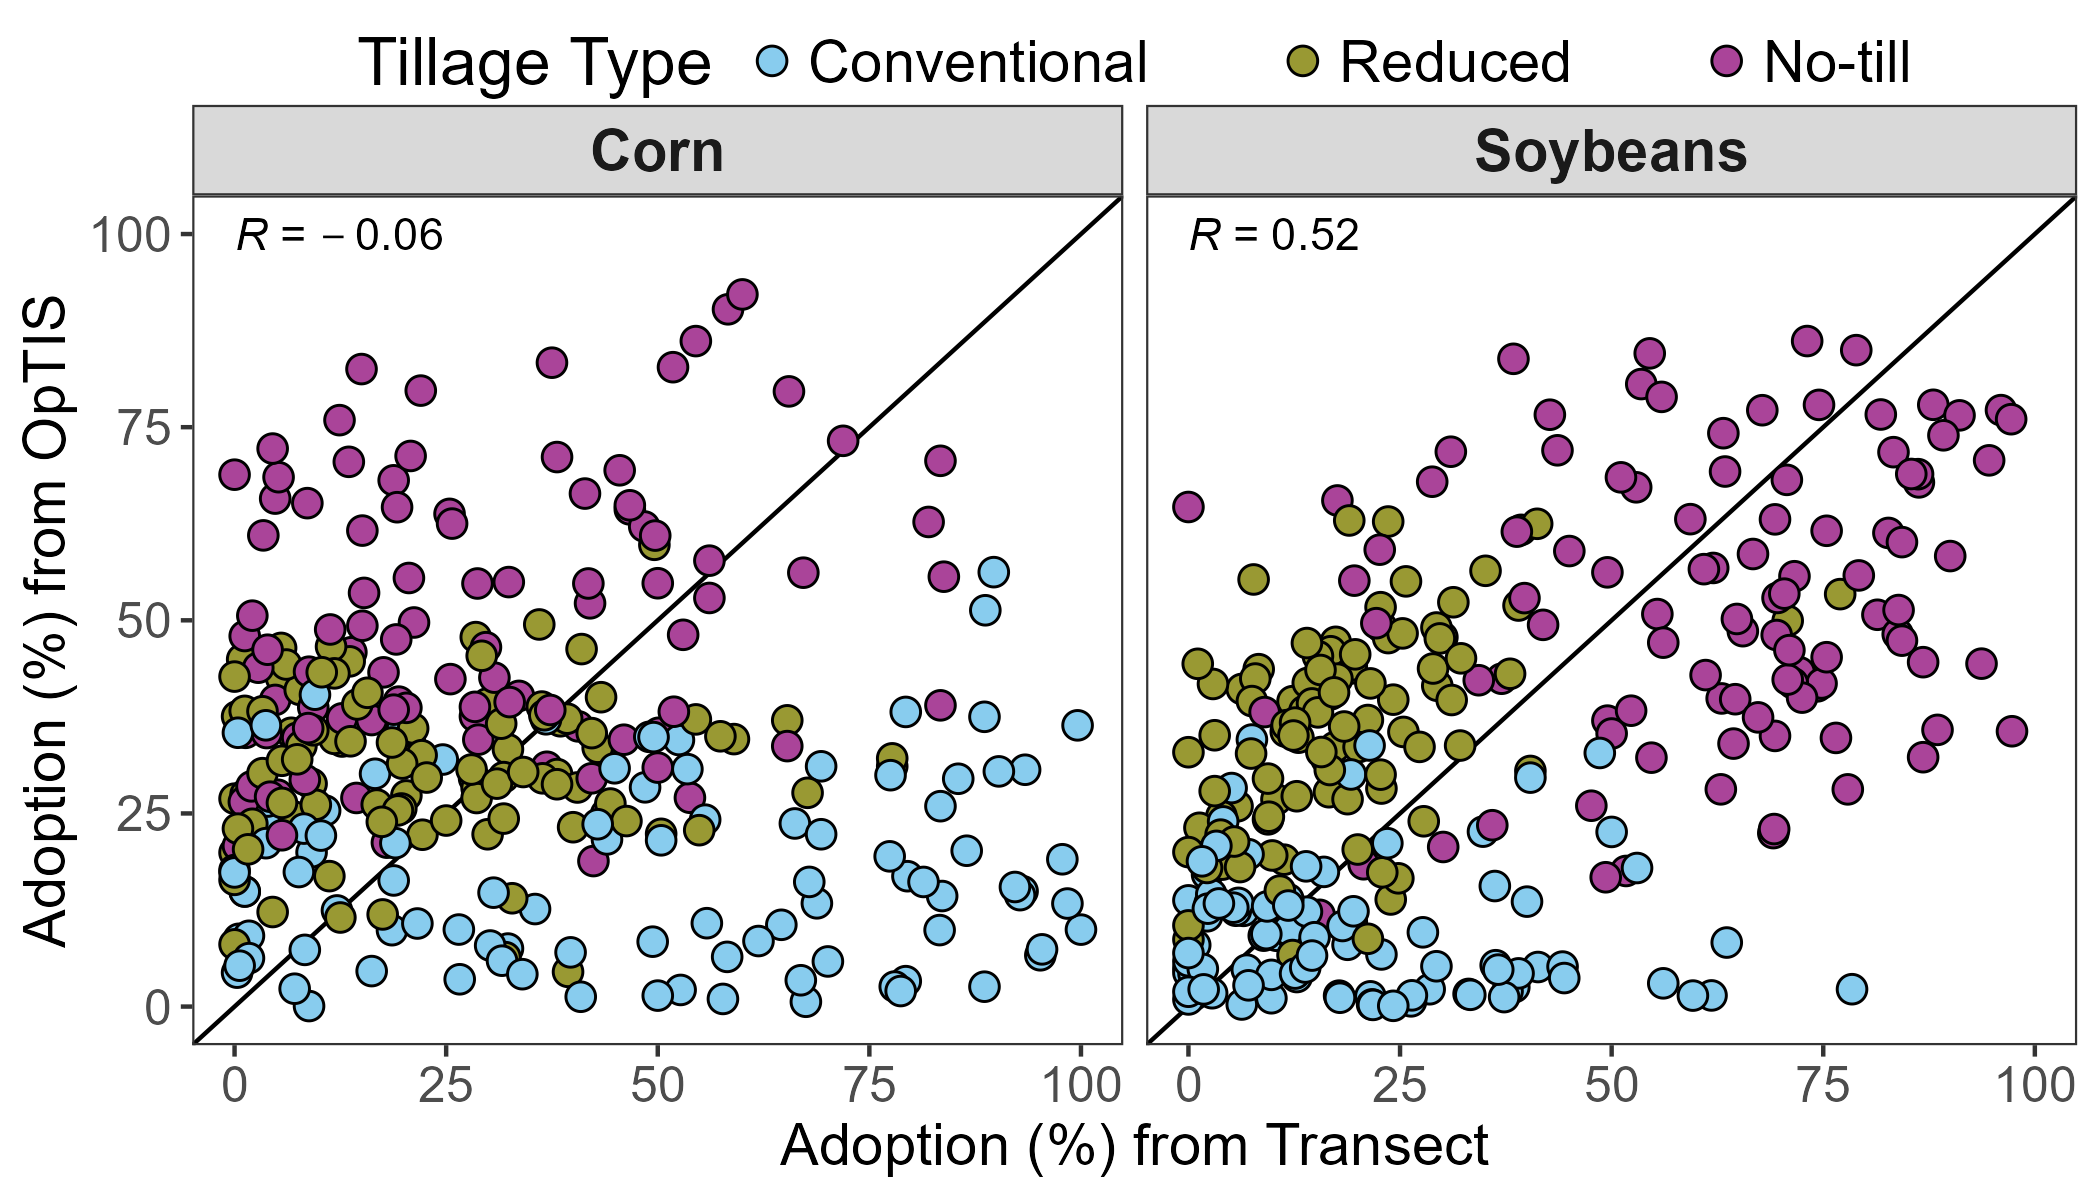 Tillage Type Conventional Reduced No-till
Corn Soybeans
R = − 0.06 R = 0.52
Adoption (%) from OpTIS
100
75
50
25
0
0 25 50 75 100 0 25 50 75 100
Adoption (%) from Transect